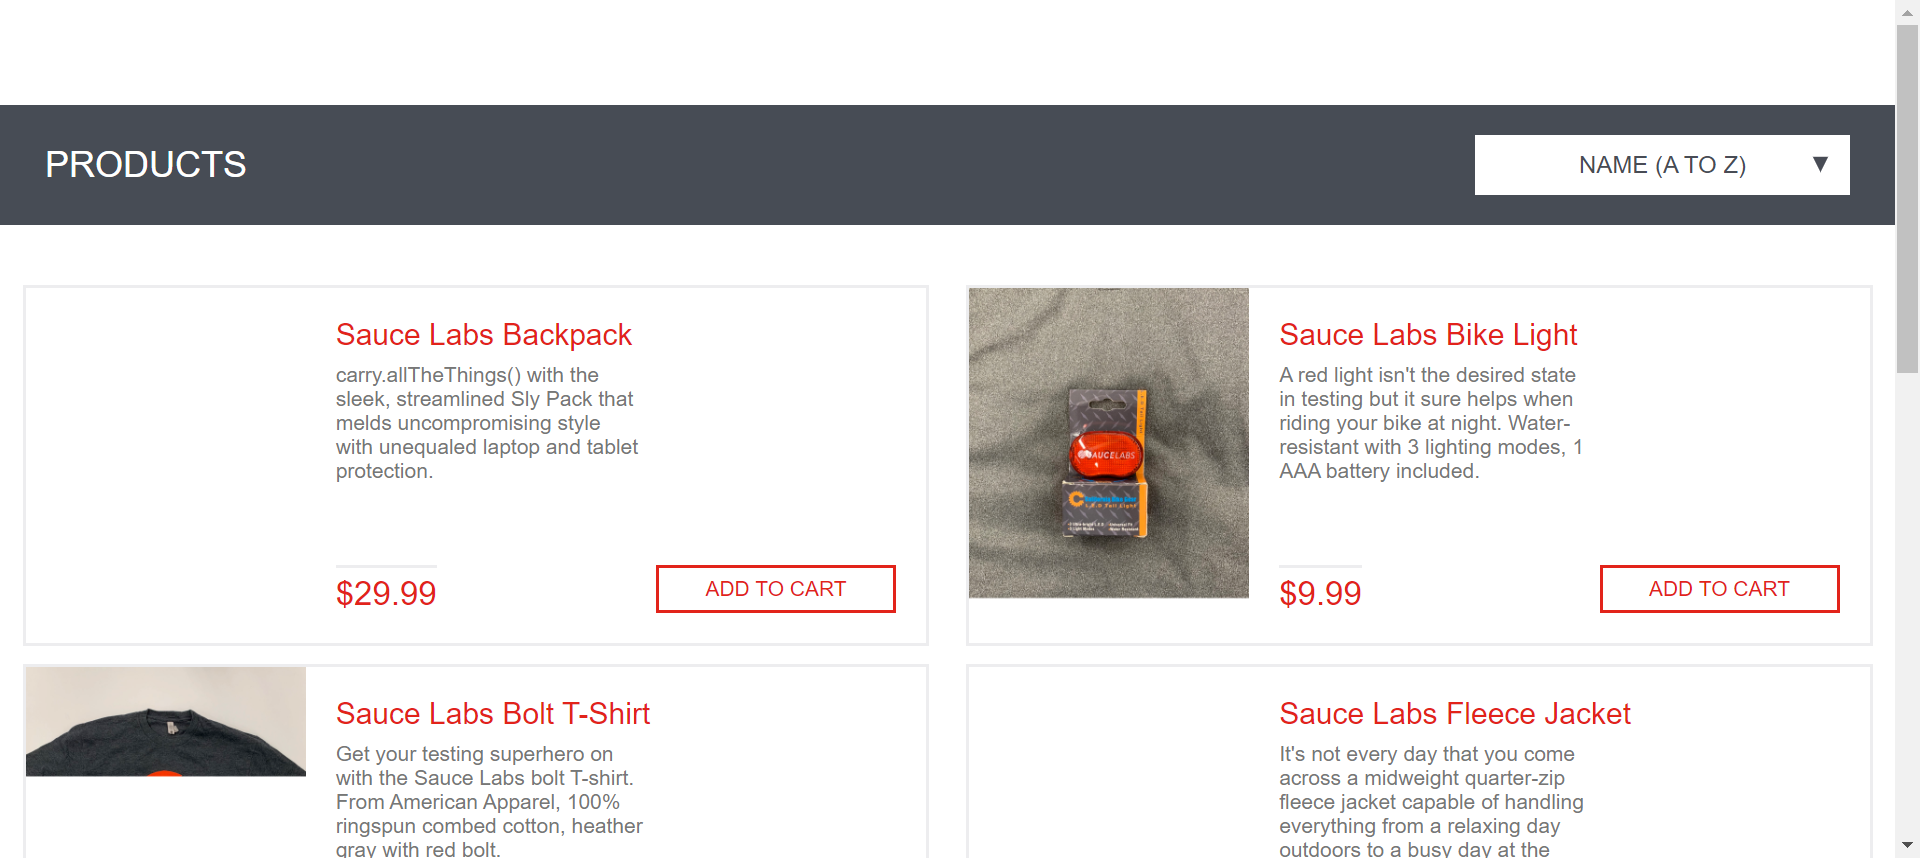 PRODUCTS
NAME (A TO Z)
Sauce Labs Backpack
carry.allTheThings() with the
sleek, streamlined Sly Pack that
melds uncompromising style
with unequaled laptop and tablet
protection.
$29.99
ADD TO CART
SAUCELABS
Sauce Labs Bike Light
A red light isn't the desired state
in testing but it sure helps when
riding your bike at night. Water-
resistant with 3 lighting modes, 1
AAA battery included.
$9.99
ADD TO CART
Sauce Labs Bolt T-Shirt
Get your testing superhero on
with the Sauce Labs bolt T-shirt.
From American Apparel, 100%
ringspun combed cotton, heather
gray with red bolt.
Sauce Labs Fleece Jacket
It's not every day that you come
across a midweight quarter-zip
fleece jacket capable of handling
everything from a relaxing day
outdoors to a busy day at the